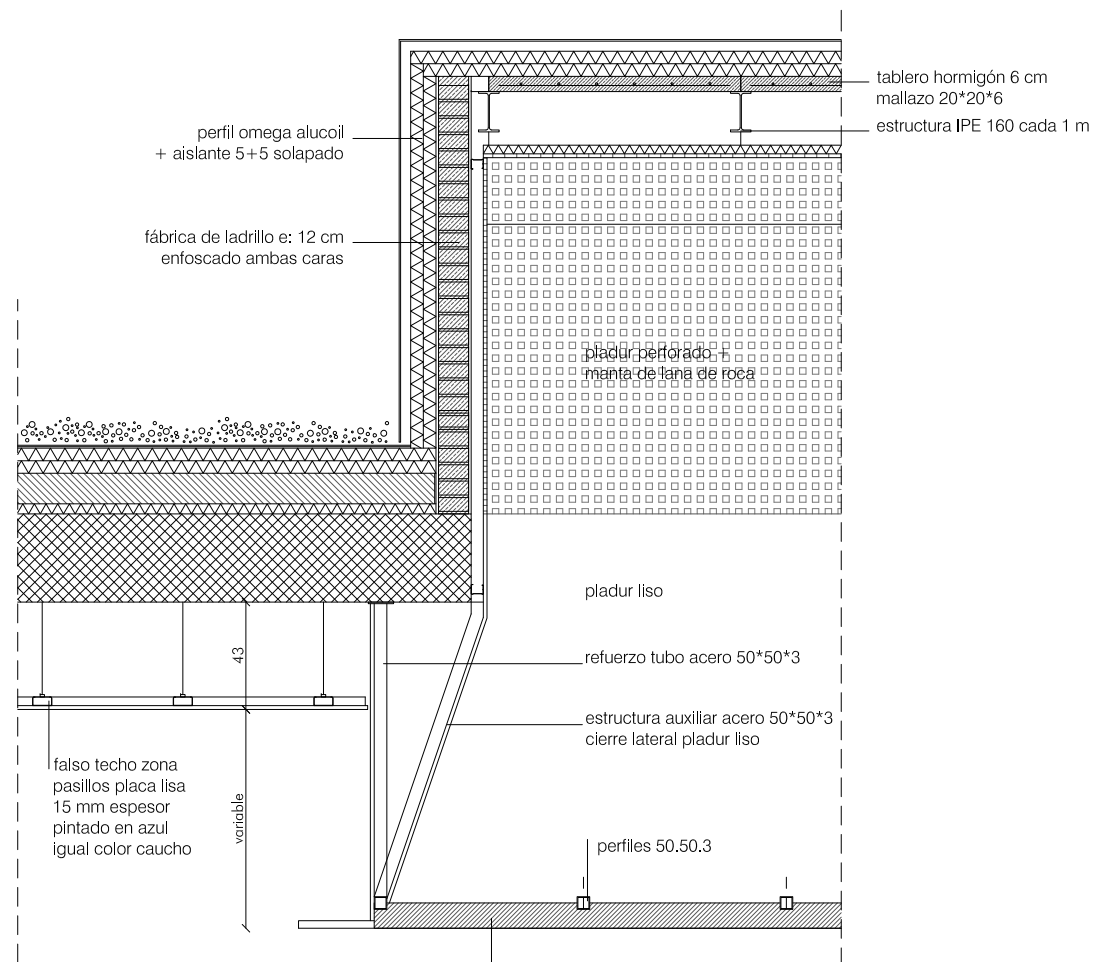 tablero hormigón 6 cm
mallazo 20*20*6
estructura IPE 160 cada 1 m
perfil omega alucoil
+ aislante 5+5 solapado
fábrica de ladrillo e: 12 cm
enfoscado ambas caras
pladur perforado +
manta de lana de roca
pladur liso
refuerzo tubo acero 50*50*3
43
estructura auxiliar acero 50*50*3
cierre lateral pladur liso
falso techo zona
pasillos placa lisa
15 mm espesor
pintado en azul
igual color caucho
variable
perfiles 50.50.3